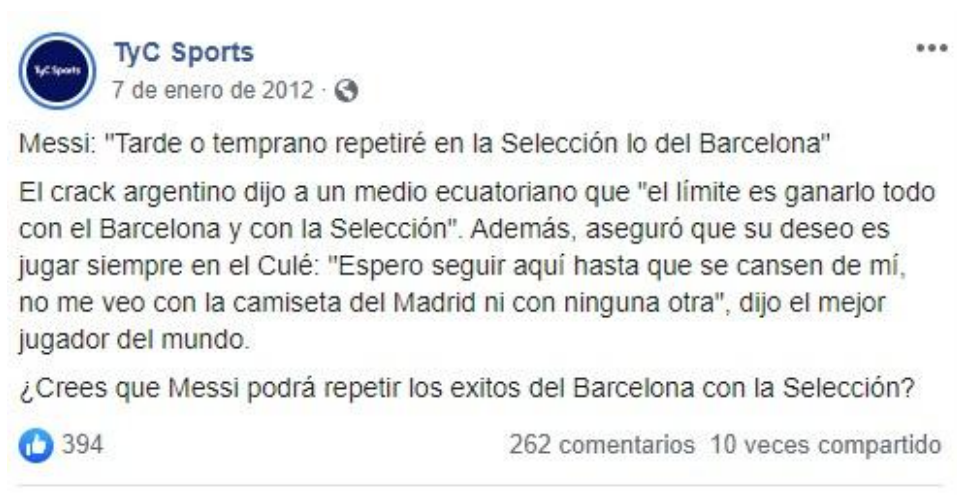 TyC Sports
TyC Sports
7 de enero de 2012 ·
Messi: "Tarde o temprano repetiré en la Selección lo del Barcelona"
El crack argentino dijo a un medio ecuatoriano que "el límite es ganarlo todo
con el Barcelona y con la Selección". Además, aseguró que su deseo es
jugar siempre en el Culé: "Espero seguir aquí hasta que se cansen de mí,
no me veo con la camiseta del Madrid ni con ninguna otra", dijo el mejor
jugador del mundo.
¿Crees que Messi podrá repetir los exitos del Barcelona con la Selección?
394
262 comentarios 10 veces compartido